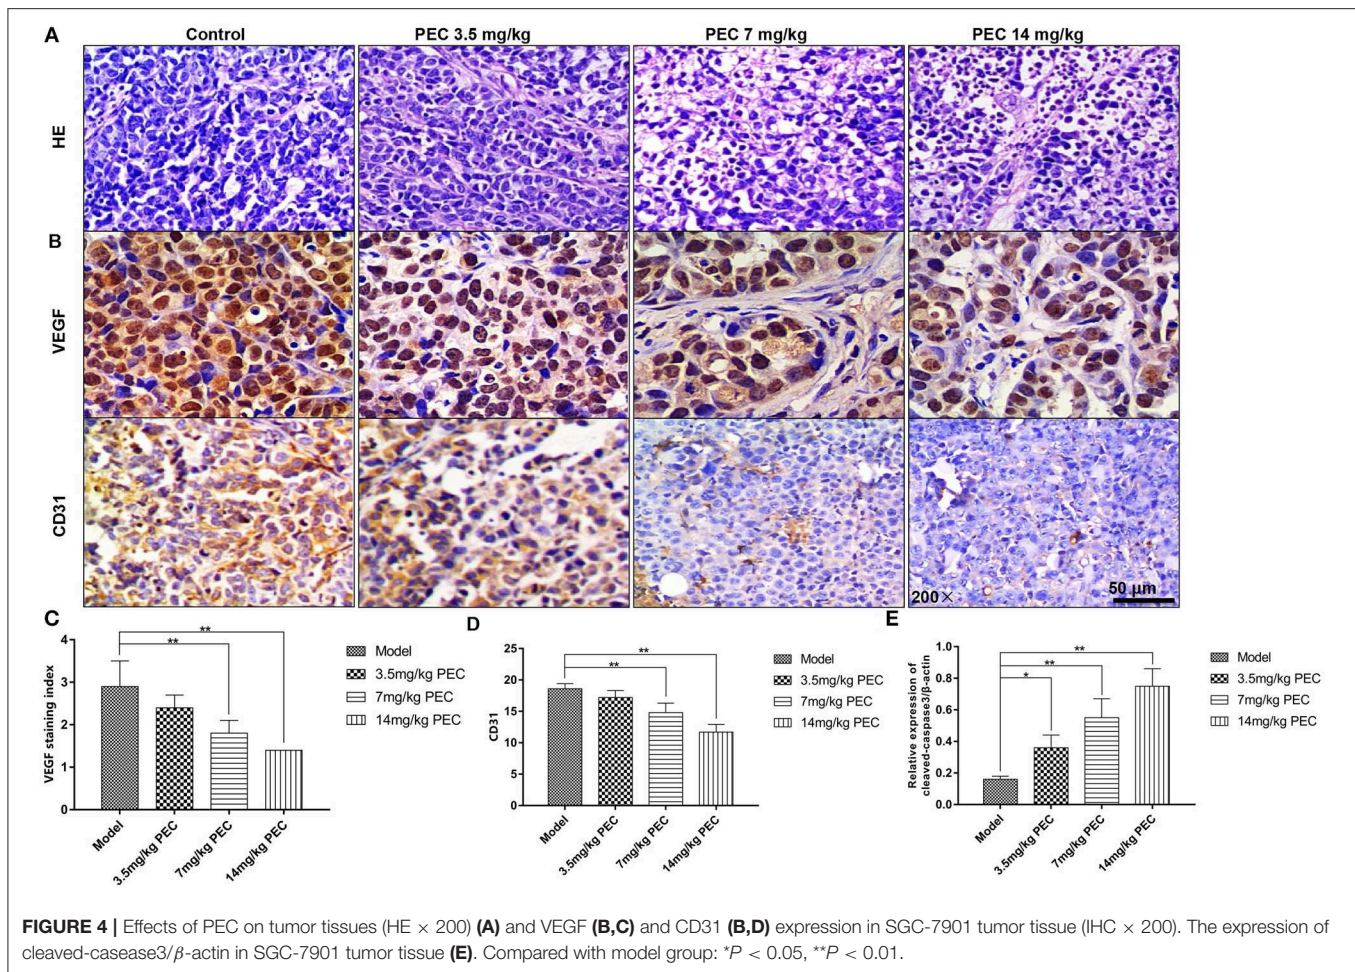 A
Control
PEC 3.5 mg/kg
PEC 7 mg/kg
PEC 14 mg/kg
HE
B
VEGF
CD31
200×
50 μm
C
VEGF staining index
4
3
2
1
0
**
**
Model
3.5mg/kg PEC
7mg/kg PEC
14mg/kg PEC
Model
3.5mg/kg PEC
7mg/kg PEC
14mg/kg PEC
D
CD31
25
20
15
10
5
0
**
**
Model
3.5mg/kg PEC
7mg/kg PEC
14mg/kg PEC
Model
3.5mg/kg PEC
7mg/kg PEC
14mg/kg PEC
E
Relative expression of
cleaved-caspase3/β-actin
1.0
0.8
0.6
0.4
0.2
0.0
**
**
*
Model
3.5mg/kg PEC
7mg/kg PEC
14mg/kg PEC
Model
3.5mg/kg PEC
7mg/kg PEC
14mg/kg PEC
FIGURE 4 | Effects of PEC on tumor tissues (HE × 200) (A) and VEGF (B,C) and CD31 (B,D) expression in SGC-7901 tumor tissue (IHC × 200). The expression of
cleaved-casease3/β-actin in SGC-7901 tumor tissue (E). Compared with model group: *P < 0.05, **P < 0.01.